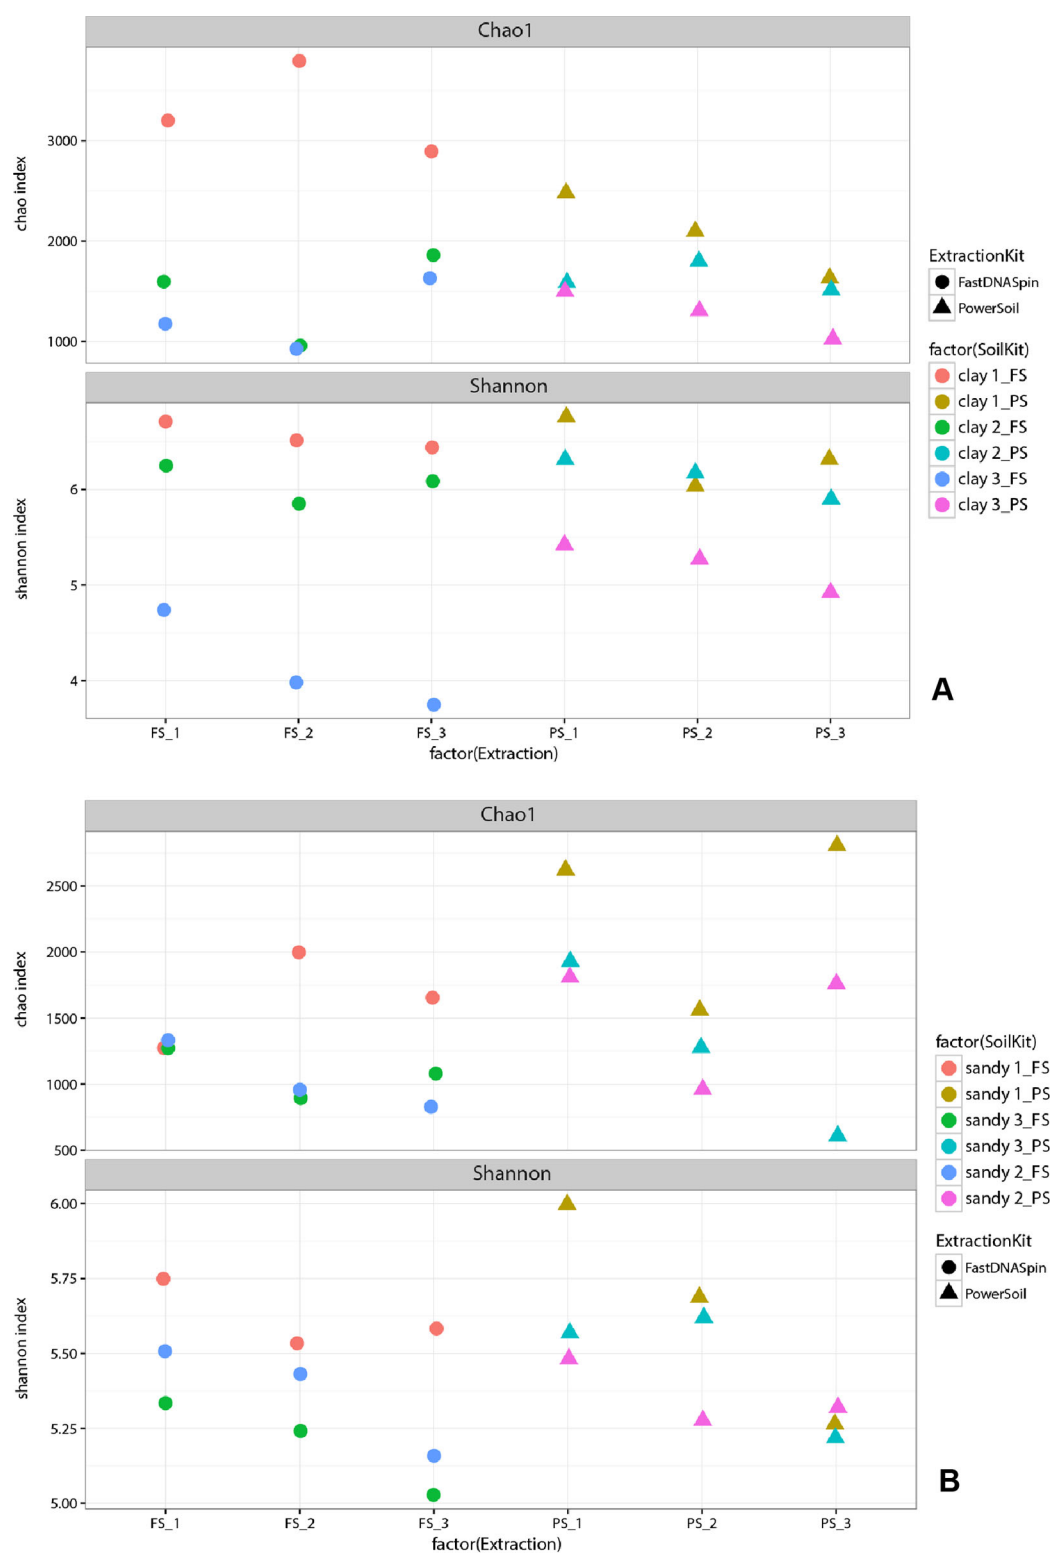 Chao1
3000
2000
1000
chao index
Shannon
6
5
4
shannon index
FS_1 FS_2 FS_3 PS_1 PS_2 PS_3
factor(Extraction)
ExtractionKit
FastDNASpin
PowerSoil
factor(SoilKit)
clay 1_FS
clay 1_PS
clay 2_FS
clay 2_PS
clay 3_FS
clay 3_PS
A
Chao1
2500
2000
1500
1000
500
chao index
Shannon
6.00
5.75
5.50
5.25
5.00
shannon index
FS_1 FS_2 FS_3 PS_1 PS_2 PS_3
factor(Extraction)
factor(SoilKit)
sandy 1_FS
sandy 1_PS
sandy 3_FS
sandy 3_PS
sandy 2_FS
sandy 2_PS
ExtractionKit
FastDNASpin
PowerSoil
B